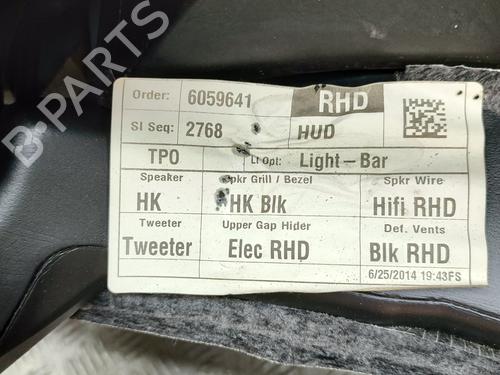 B-PARTS
Order: 6059641 RHD
SI Seq: 2768 HUD
TPO Lt Opt: Light-Bar
Speaker Spkr Grill / Bezel Spkr Wire
HK HK Blk Hifi RHD
Tweeter Upper Gap Hider Def. Vents
Tweeter Elec RHD Blk RHD
6/25/2014 19:43FS